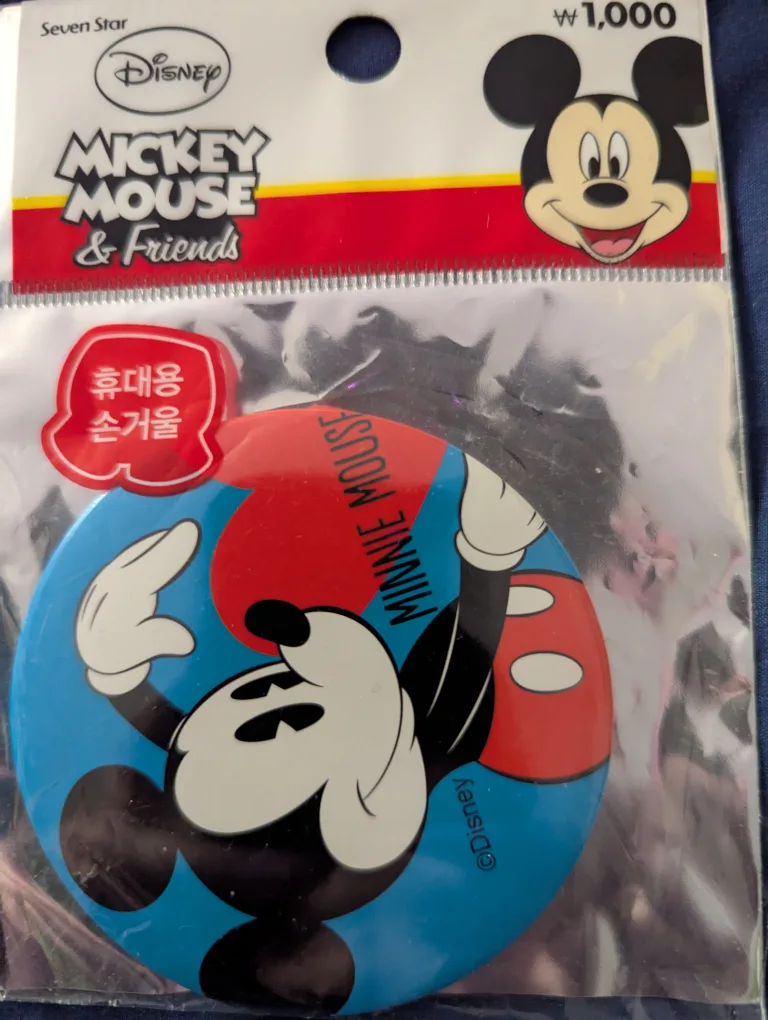 Seven Star
Disney
₩1,000
MICKEY
MOUSE
& Friends
휴대용
손거울
MINNIE MOUSE
©Disney